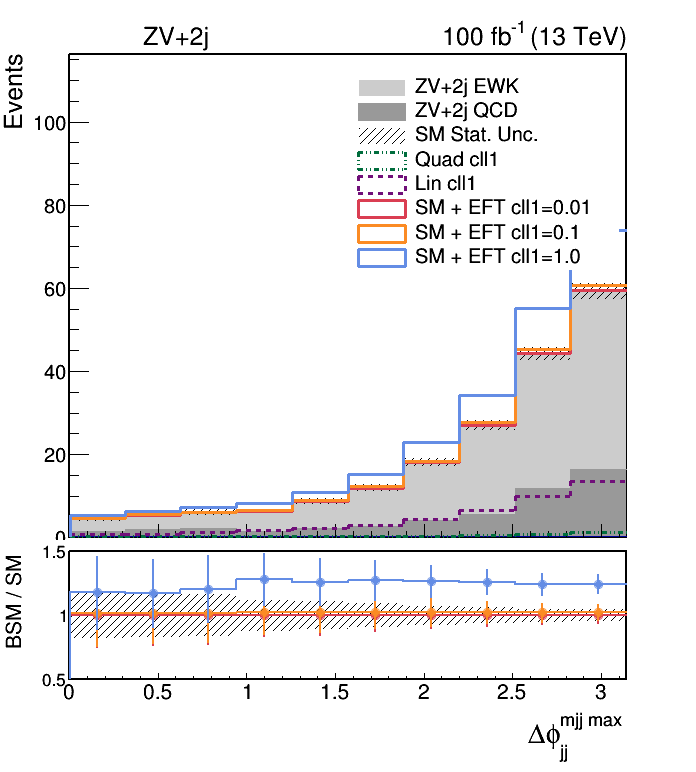 ZV+2j
100 fb⁻¹ (13 TeV)
Events
100
80
60
40
20
0
ZV+2j EWK
ZV+2j QCD
SM Stat. Unc.
Quad cll1
Lin cll1
SM + EFT cll1=0.01
SM + EFT cll1=0.1
SM + EFT cll1=1.0
BSM / SM
1.5
1
0.5
0 0.5 1 1.5 2 2.5 3
Δϕ_jj^mjj max